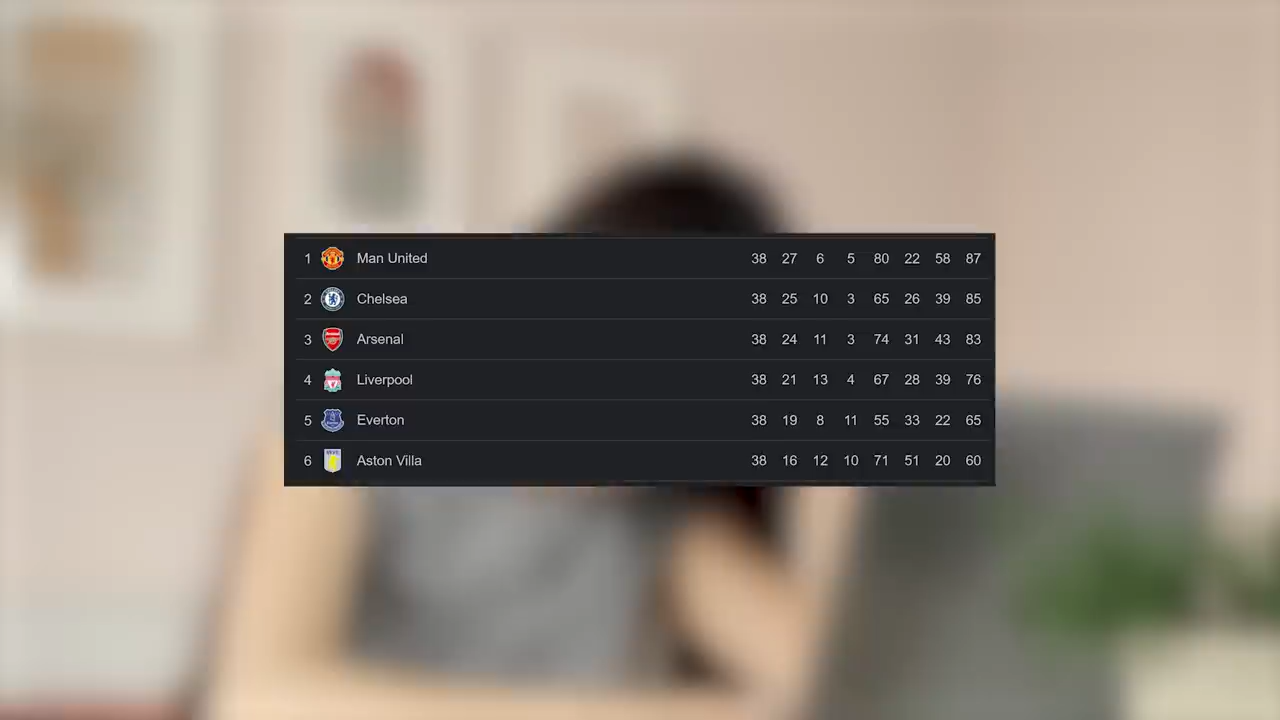 1 Man United 38 27 6 5 80 22 58 87
2 Chelsea 38 25 10 3 65 26 39 85
3 Arsenal 38 24 11 3 74 31 43 83
4 Liverpool 38 21 13 4 67 28 39 76
5 Everton 38 19 8 11 55 33 22 65
6 Aston Villa 38 16 12 10 71 51 20 60